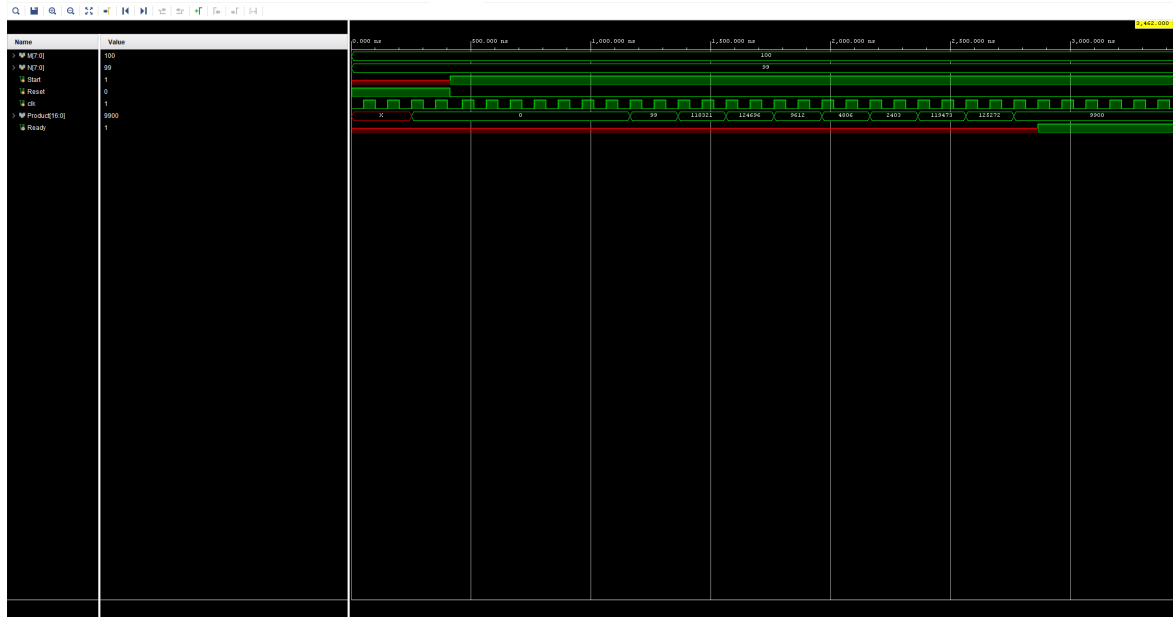 3,462.000
Name Value
0.000 ns 500.000 ns 1,000.000 ns 1,500.000 ns 2,000.000 ns 2,500.000 ns 3,000.000 ns
M[7:0] 100 100
N[7:0] 99 99
Start 1
Reset 0
clk 1
Product[16:0] 9900 X 0 99 110321 124696 9612 4806 2403 119473 125272 9900
Ready 1